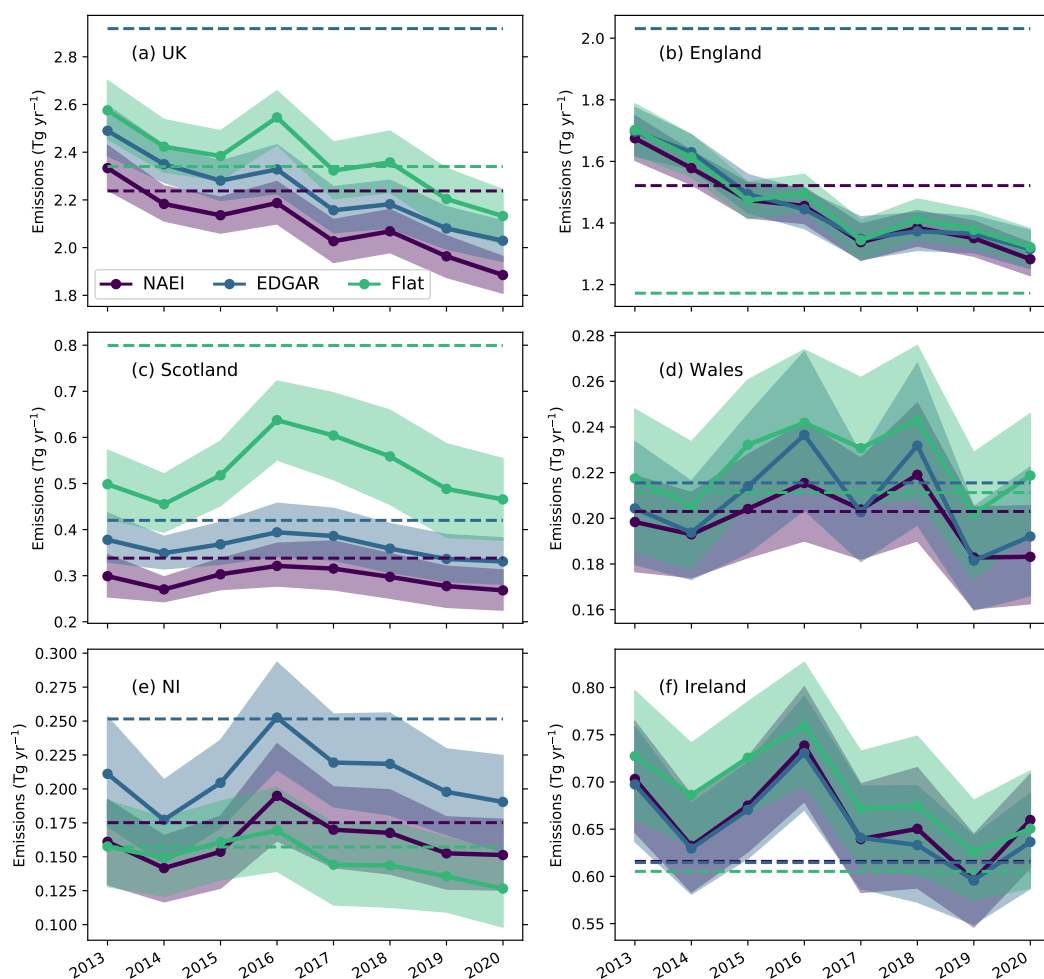 (a) UK
Emissions (Tg yr⁻¹)
2.8
2.6
2.4
2.2
2.0
1.8
NAEI EDGAR Flat
(b) England
Emissions (Tg yr⁻¹)
2.0
1.8
1.6
1.4
1.2
(c) Scotland
Emissions (Tg yr⁻¹)
0.8
0.7
0.6
0.5
0.4
0.3
0.2
(d) Wales
Emissions (Tg yr⁻¹)
0.28
0.26
0.24
0.22
0.20
0.18
0.16
(e) NI
Emissions (Tg yr⁻¹)
0.300
0.275
0.250
0.225
0.200
0.175
0.150
0.125
0.100
2013 2014 2015 2016 2017 2018 2019 2020
(f) Ireland
Emissions (Tg yr⁻¹)
0.80
0.75
0.70
0.65
0.60
0.55
2013 2014 2015 2016 2017 2018 2019 2020